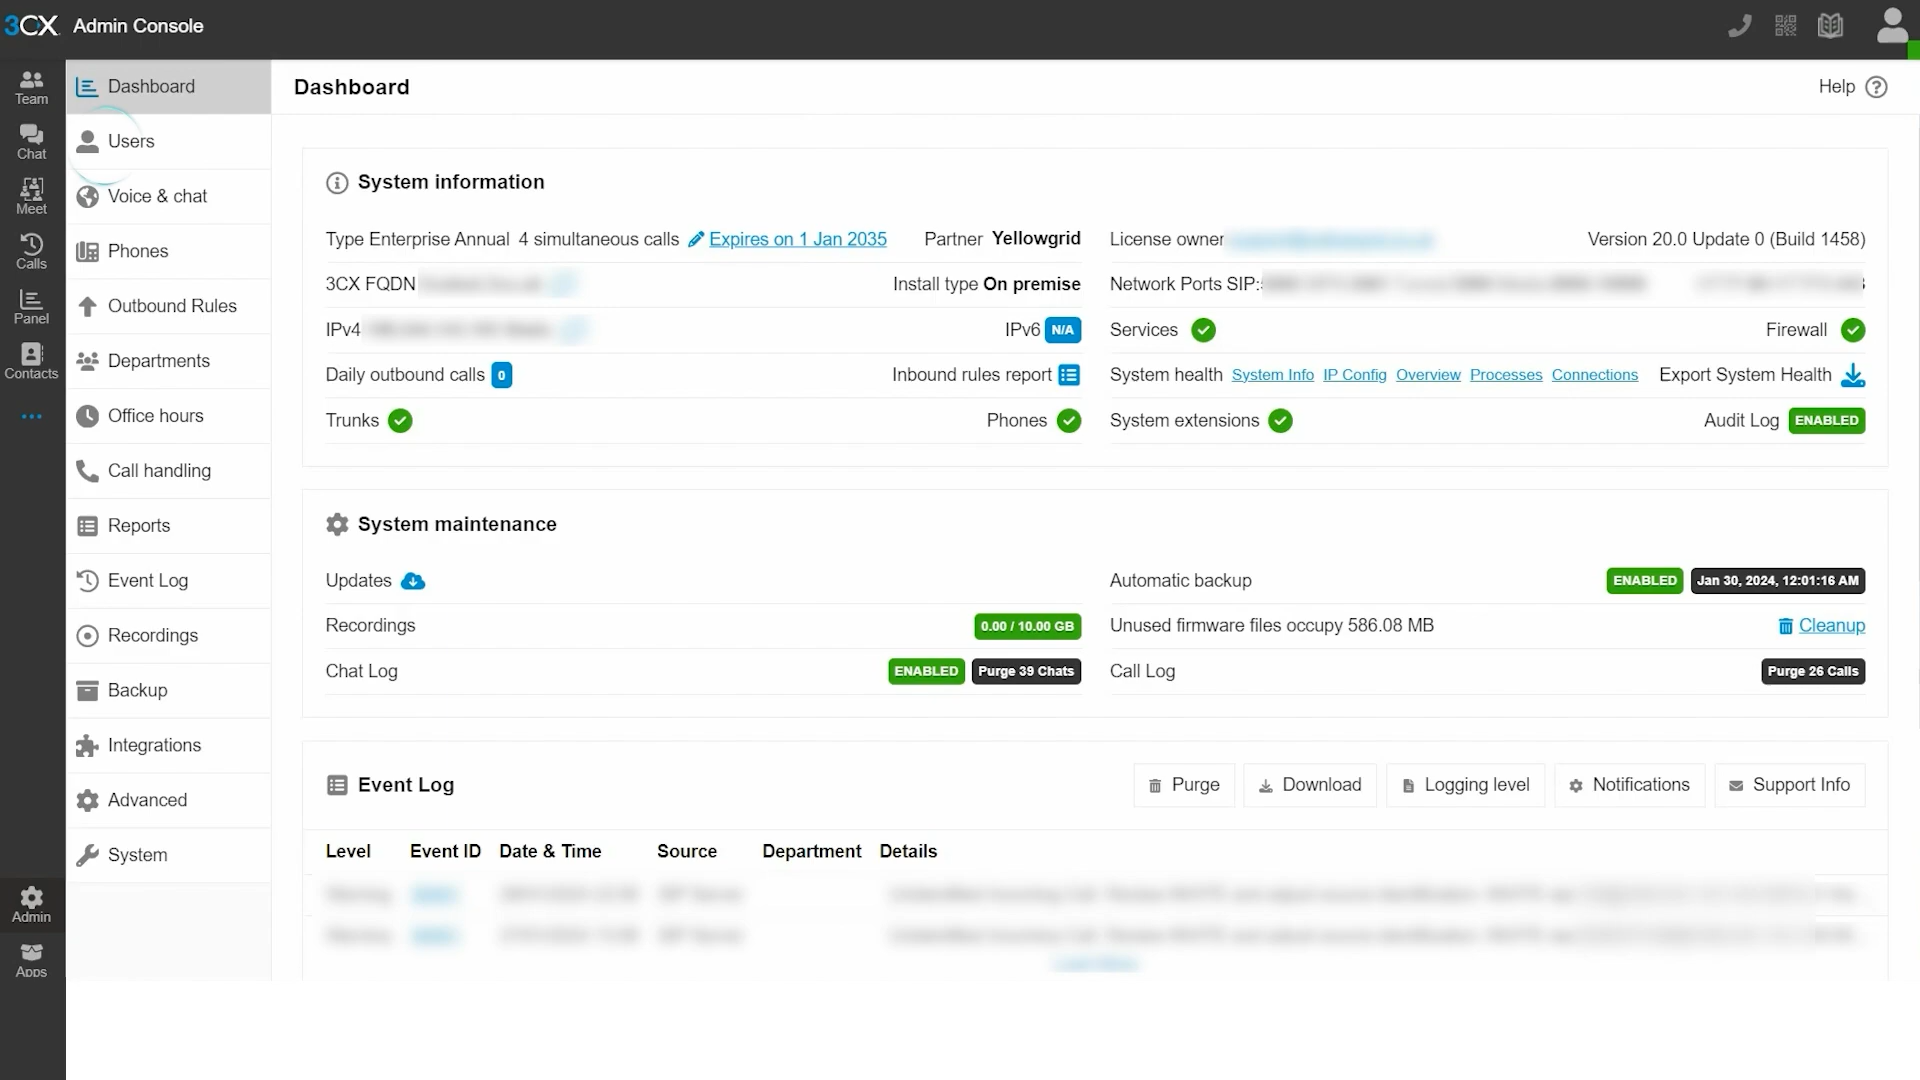 3CX Admin Console
Team
Chat
Meet
Calls
Panel
Contacts
Admin
Apps
Dashboard
Users
Voice & chat
Phones
Outbound Rules
Departments
Office hours
Call handling
Reports
Event Log
Recordings
Backup
Integrations
Advanced
System
Dashboard
Help
System information
Type Enterprise Annual 4 simultaneous calls Expires on 1 Jan 2035 Partner Yellowgrid
3CX FQDN Install type On premise
IPv4 IPv6 N/A
Daily outbound calls 0 Inbound rules report
Trunks Phones
License owner Version 20.0 Update 0 (Build 1458)
Network Ports SIP:
Services Firewall
System health System Info IP Config Overview Processes Connections Export System Health
System extensions Audit Log ENABLED
System maintenance
Updates
Recordings 0.00 / 10.00 GB
Chat Log ENABLED Purge 39 Chats
Automatic backup ENABLED Jan 30, 2024, 12:01:16 AM
Unused firmware files occupy 586.08 MB Cleanup
Call Log Purge 26 Calls
Event Log Purge Download Logging level Notifications Support Info
Level Event ID Date & Time Source Department Details